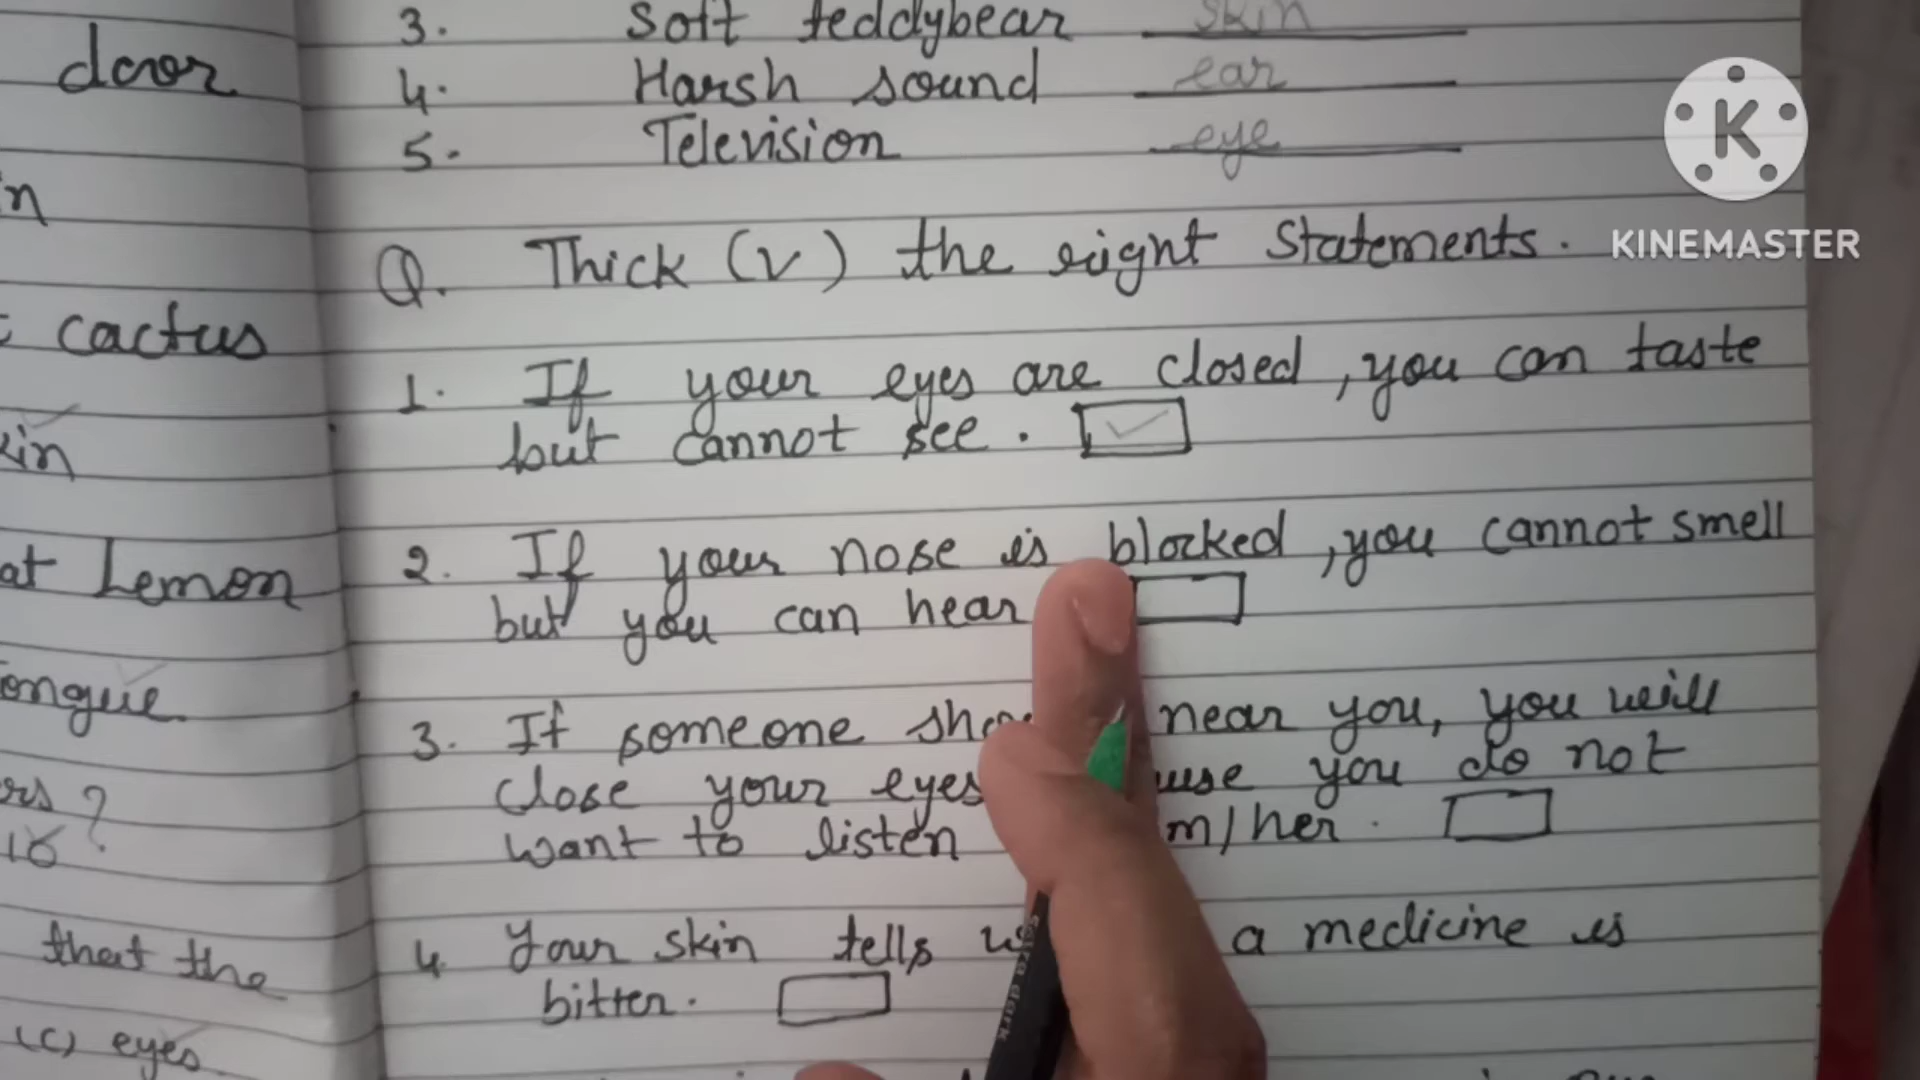 door
cactus
Lemon
that the
(c) eyes
3. Soft teddybear skin
4. Harsh sound ear
5. Television eye
Q. Thick (✓) the right Statements.
1. If your eyes are closed, you can taste
but cannot see. ✓
2. If your nose is blocked, you cannot smell
but you can hear
3. If someone near you, you will
close your eyes you do not
want to listen /her.
4 Your skin tells a medicine is
bitter.
KINEMASTER